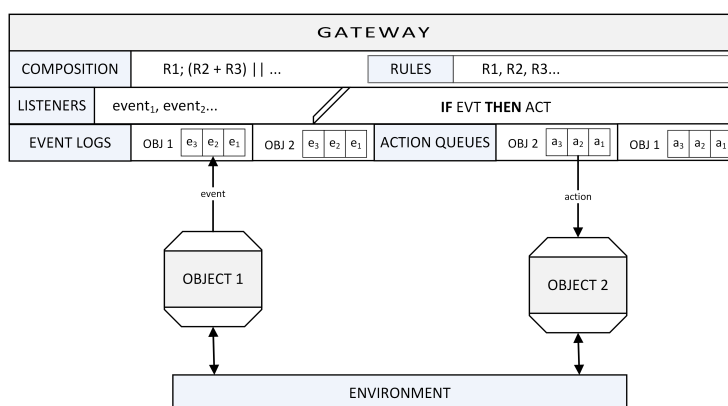 GATEWAY
COMPOSITION R1; (R2 + R3) || ... RULES R1, R2, R3...
LISTENERS event₁, event₂... IF EVT THEN ACT
EVENT LOGS OBJ 1 e₃ e₂ e₁ OBJ 2 e₃ e₂ e₁ ACTION QUEUES OBJ 2 a₃ a₂ a₁ OBJ 1 a₃ a₂ a₁
event action
OBJECT 1 OBJECT 2
ENVIRONMENT